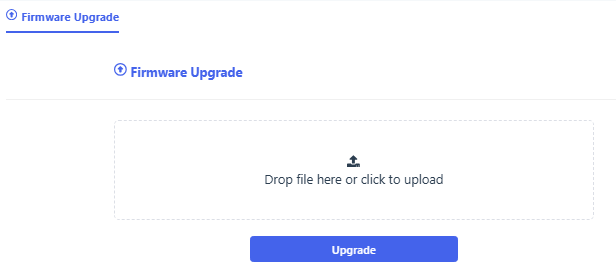 Firmware Upgrade
Firmware Upgrade
Drop file here or click to upload
Upgrade